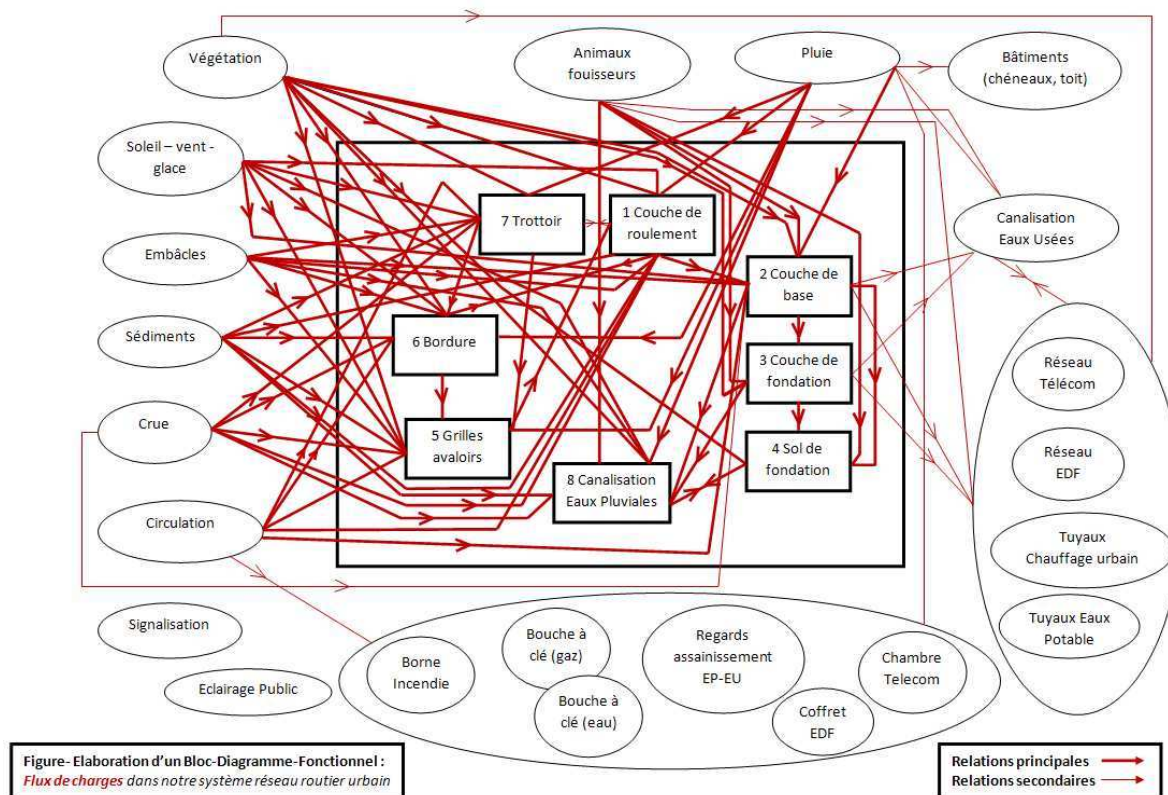 Végétation
Animaux
fouisseurs
Pluie
Bâtiments
(chéneaux, toit)
Soleil – vent -
glace
7 Trottoir
1 Couche de
roulement
Canalisation
Eaux Usées
Embâcles
2 Couche de
base
Sédiments
6 Bordure
3 Couche de
fondation
Réseau
Télécom
Crue
5 Grilles
avaloirs
4 Sol de
fondation
Réseau
EDF
8 Canalisation
Eaux Pluviales
Circulation
Tuyaux
Chauffage urbain
Signalisation
Tuyaux Eaux
Potable
Eclairage Public
Borne
Incendie
Bouche à
clé (gaz)
Bouche à
clé (eau)
Regards
assainissement
EP-EU
Chambre
Telecom
Coffret
EDF
Figure- Elaboration d’un Bloc-Diagramme-Fonctionnel :
Flux de charges dans notre système réseau routier urbain
Relations principales
Relations secondaires